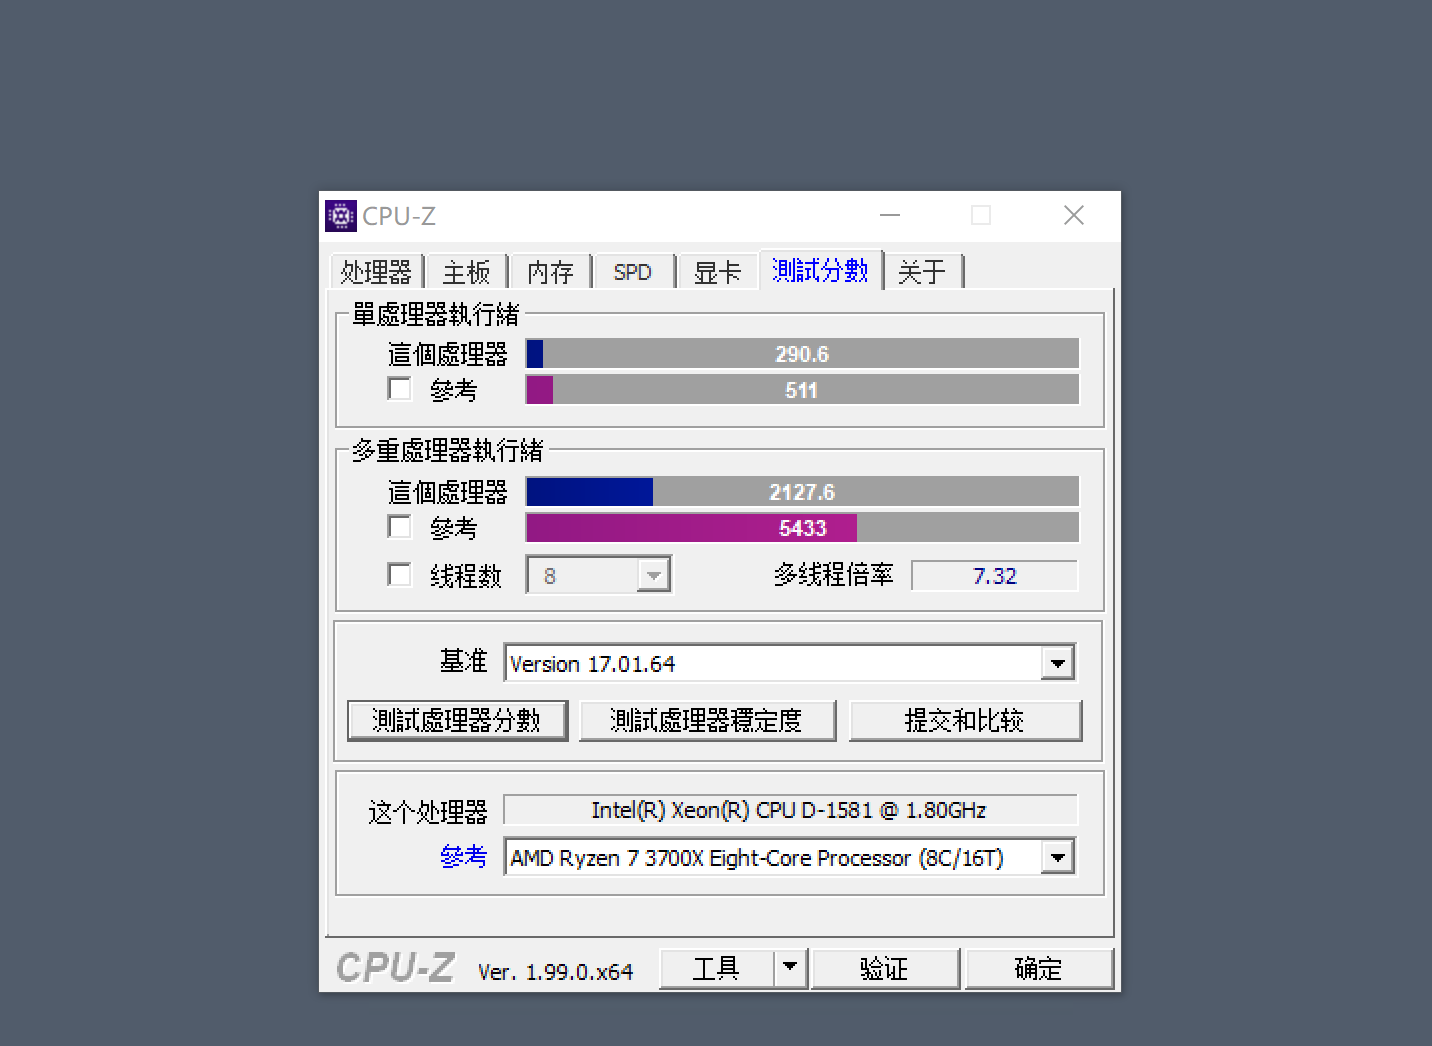 CPU-Z
处理器 主板 内存 SPD 显卡 測試分數 关于
單處理器執行緒
這個處理器 290.6
參考 511
多重處理器執行緒
這個處理器 2127.6
參考 5433
线程数 8 多线程倍率 7.32
基准 Version 17.01.64
測試處理器分數 測試處理器穩定度 提交和比较
这个处理器 Intel(R) Xeon(R) CPU D-1581 @ 1.80GHz
參考 AMD Ryzen 7 3700X Eight-Core Processor (8C/16T)
CPU-Z Ver. 1.99.0.x64 工具 验证 确定